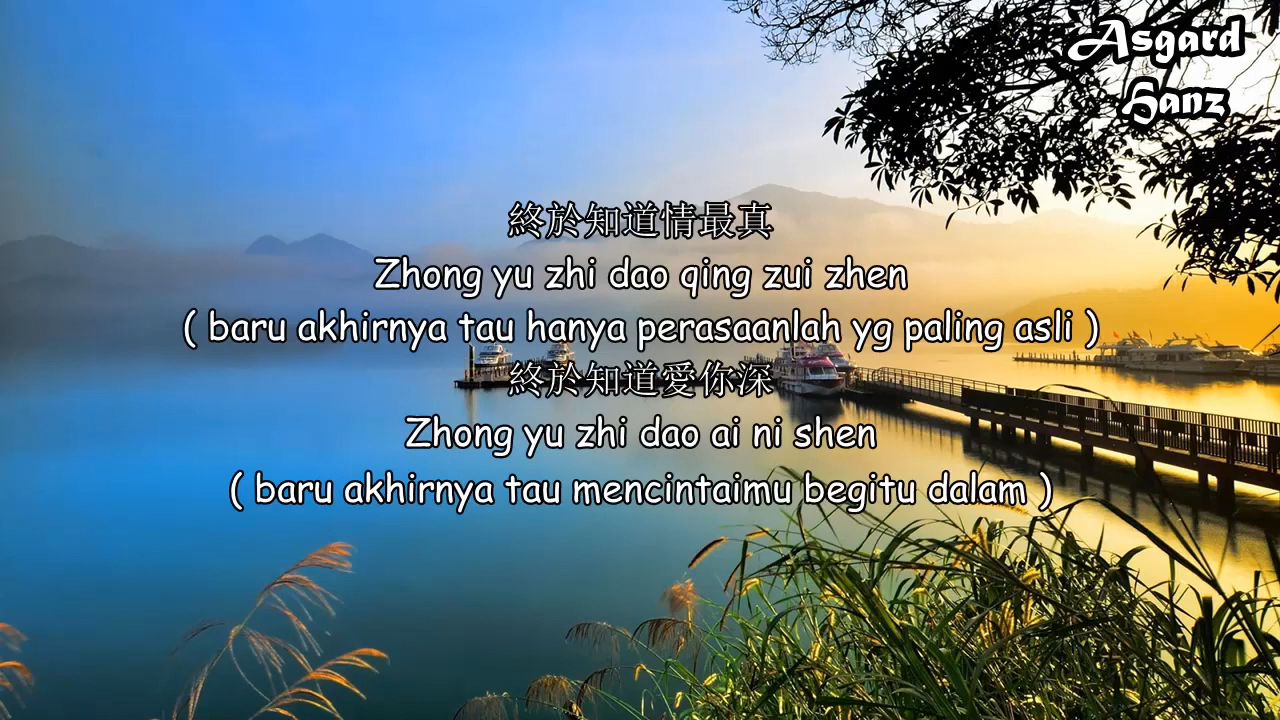 Asgard
Hanz
終於知道情最真
Zhong yu zhi dao qing zui zhen
( baru akhirnya tau hanya perasaanlah yg paling asli )
終於知道愛你深
Zhong yu zhi dao ai ni shen
( baru akhirnya tau mencintaimu begitu dalam )